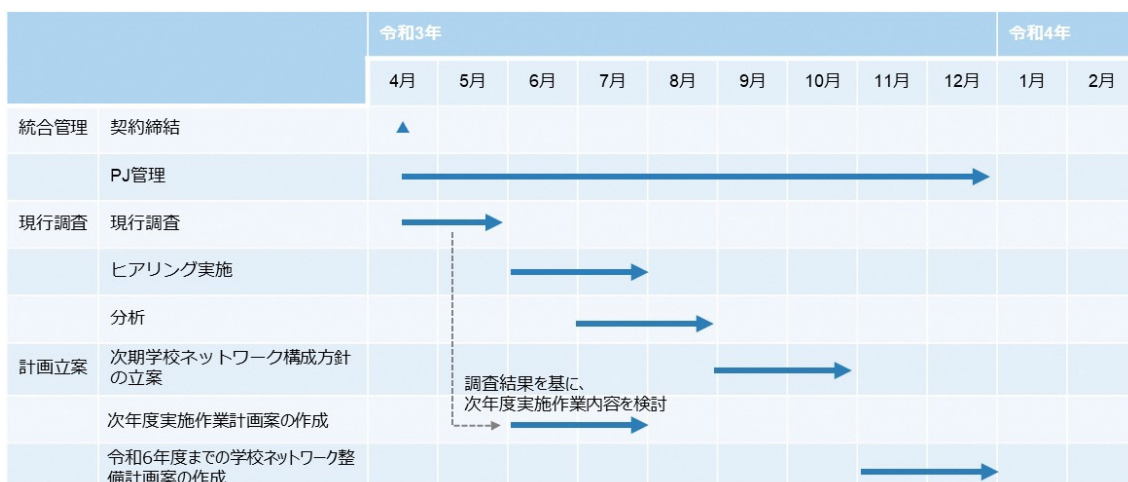 令和3年 令和4年
4月 5月 6月 7月 8月 9月 10月 11月 12月 1月 2月
統合管理 契約締結
PJ管理
現行調査 現行調査
ヒアリング実施
分析
計画立案 次期学校ネットワーク構成方針
の立案
調査結果を基に、
次年度実施作業内容を検討
次年度実施作業計画案の作成
令和6年度までの学校ネットワーク整
備計画案の作成